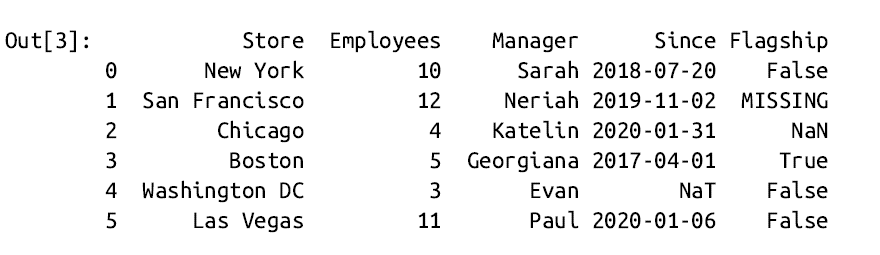 Out[3]: Store Employees Manager Since Flagship
0 New York 10 Sarah 2018-07-20 False
1 San Francisco 12 Neriah 2019-11-02 MISSING
2 Chicago 4 Katelin 2020-01-31 NaN
3 Boston 5 Georgiana 2017-04-01 True
4 Washington DC 3 Evan NaT False
5 Las Vegas 11 Paul 2020-01-06 False